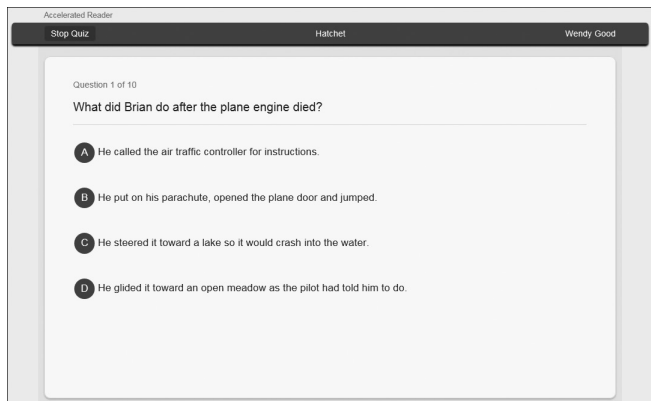 Accelerated Reader
Stop Quiz Hatchet Wendy Good
Question 1 of 10
What did Brian do after the plane engine died?
A He called the air traffic controller for instructions.
B He put on his parachute, opened the plane door and jumped.
C He steered it toward a lake so it would crash into the water.
D He glided it toward an open meadow as the pilot had told him to do.